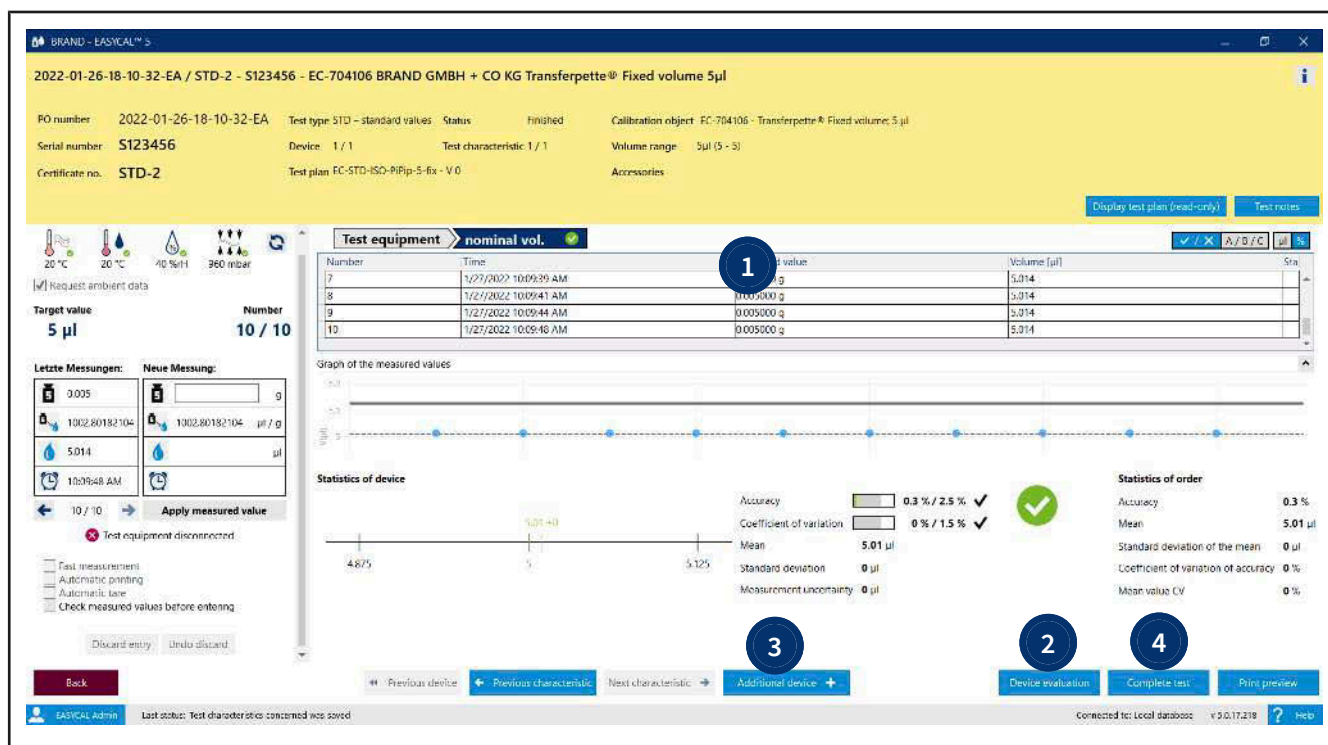 BRAND - EASYCAL™ 5
2022-01-26-18-10-32-EA / STD-2 - S123456 - EC-704106 BRAND GMBH + CO KG Transferpette® Fixed volume 5µl
i
PO number 2022-01-26-18-10-32-EA Test type STD – standard values Status Finished Calibration object EC-704106 - Transferpette® Fixed volume; 5 µl
Serial number S123456 Device 1 / 1 Test characteristic 1 / 1 Volume range 5µl (5 - 5)
Certificate no. STD-2 Test plan EC-STD-ISO-PiPip-5-fix - V 0 Accessories
Display test plan (read-only) Test notes
20 °C 20 °C 40 %rH 960 mbar
Request ambient data
Target value Number
5 µl 10 / 10
Letzte Messungen: Neue Messung:
0.005 g
1002.80182104 1002.80182104 µl / g
5.014 µl
10:09:48 AM
10 / 10 Apply measured value
Test equipment disconnected
Fast measurement
Automatic printing
Automatic tare
Check measured values before entering
Discard entry Undo discard
Test equipment nominal vol. ✓ / X A / B / C µl %
Number Time value Volume [µl] Sta
7 1/27/2022 10:09:39 AM g 5.014
8 1/27/2022 10:09:41 AM 0.005000 g 5.014
9 1/27/2022 10:09:44 AM 0.005000 g 5.014
10 1/27/2022 10:09:48 AM 0.005000 g 5.014
1
Graph of the measured values
V[µl]
5
Statistics of device
5.01 +0
4.875 5 5.125
Accuracy 0.3 % / 2.5 %
Coefficient of variation 0 % / 1.5 %
Mean 5.01 µl
Standard deviation 0 µl
Measurement uncertainty 0 µl
Statistics of order
Accuracy 0.3 %
Mean 5.01 µl
Standard deviation of the mean 0 µl
Coefficient of variation of accuracy 0 %
Mean value CV 0 %
3 2 4
Back Previous device Previous characteristic Next characteristic Additional device + Device evaluation Complete test Print preview
EASYCAL Admin Last status: Test characteristics concerned was saved Connected to: Local database v 5.0.17.218 ? Help